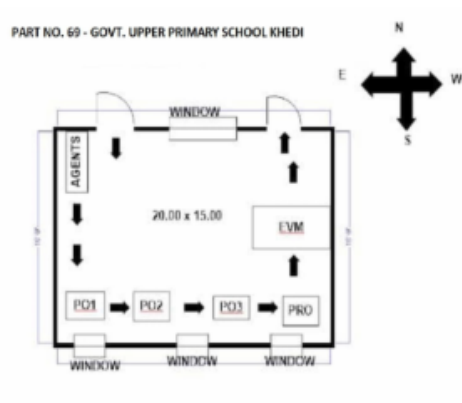 PART NO. 69 - GOVT. UPPER PRIMARY SCHOOL KHEDI
N
E
W
S
WINDOW
AGENTS
20.00 x 15.00
EVM
PO1
PO2
PO3
PRO
WINDOW
WINDOW
WINDOW